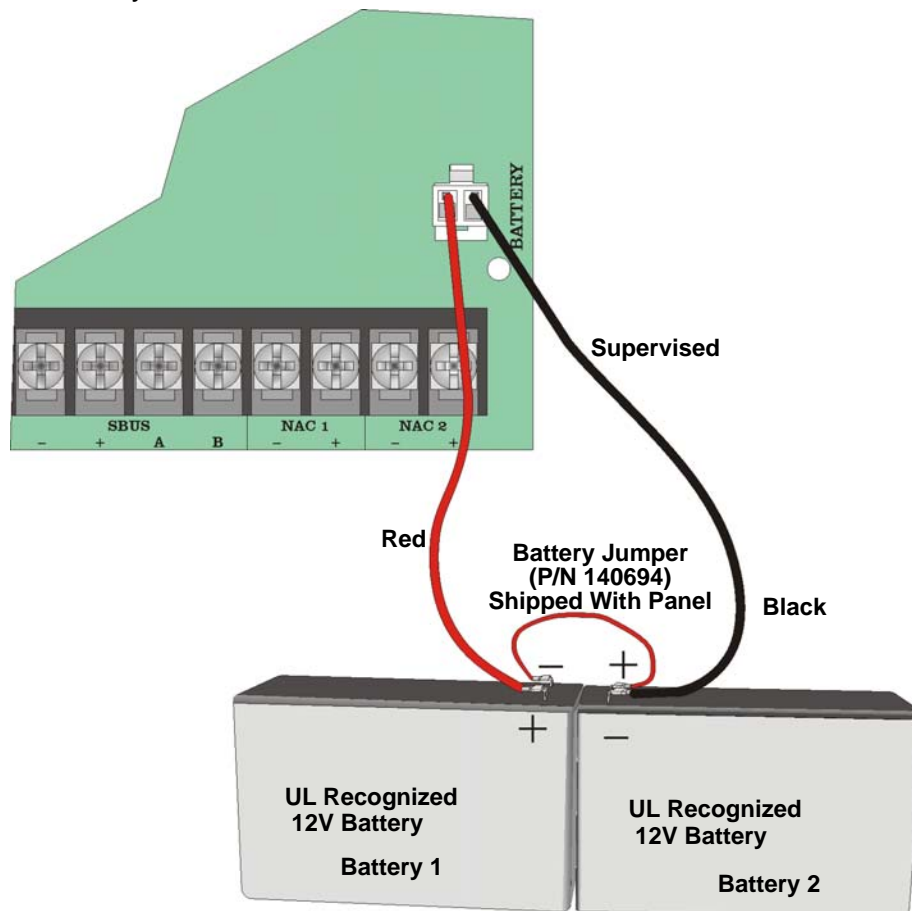 BATTERY
Supervised
SBUS NAC 1 NAC 2
− + A B − + − +
Red
Battery Jumper
(P/N 140694)
Shipped With Panel
Black
− +
+ −
UL Recognized
12V Battery
Battery 1
UL Recognized
12V Battery
Battery 2